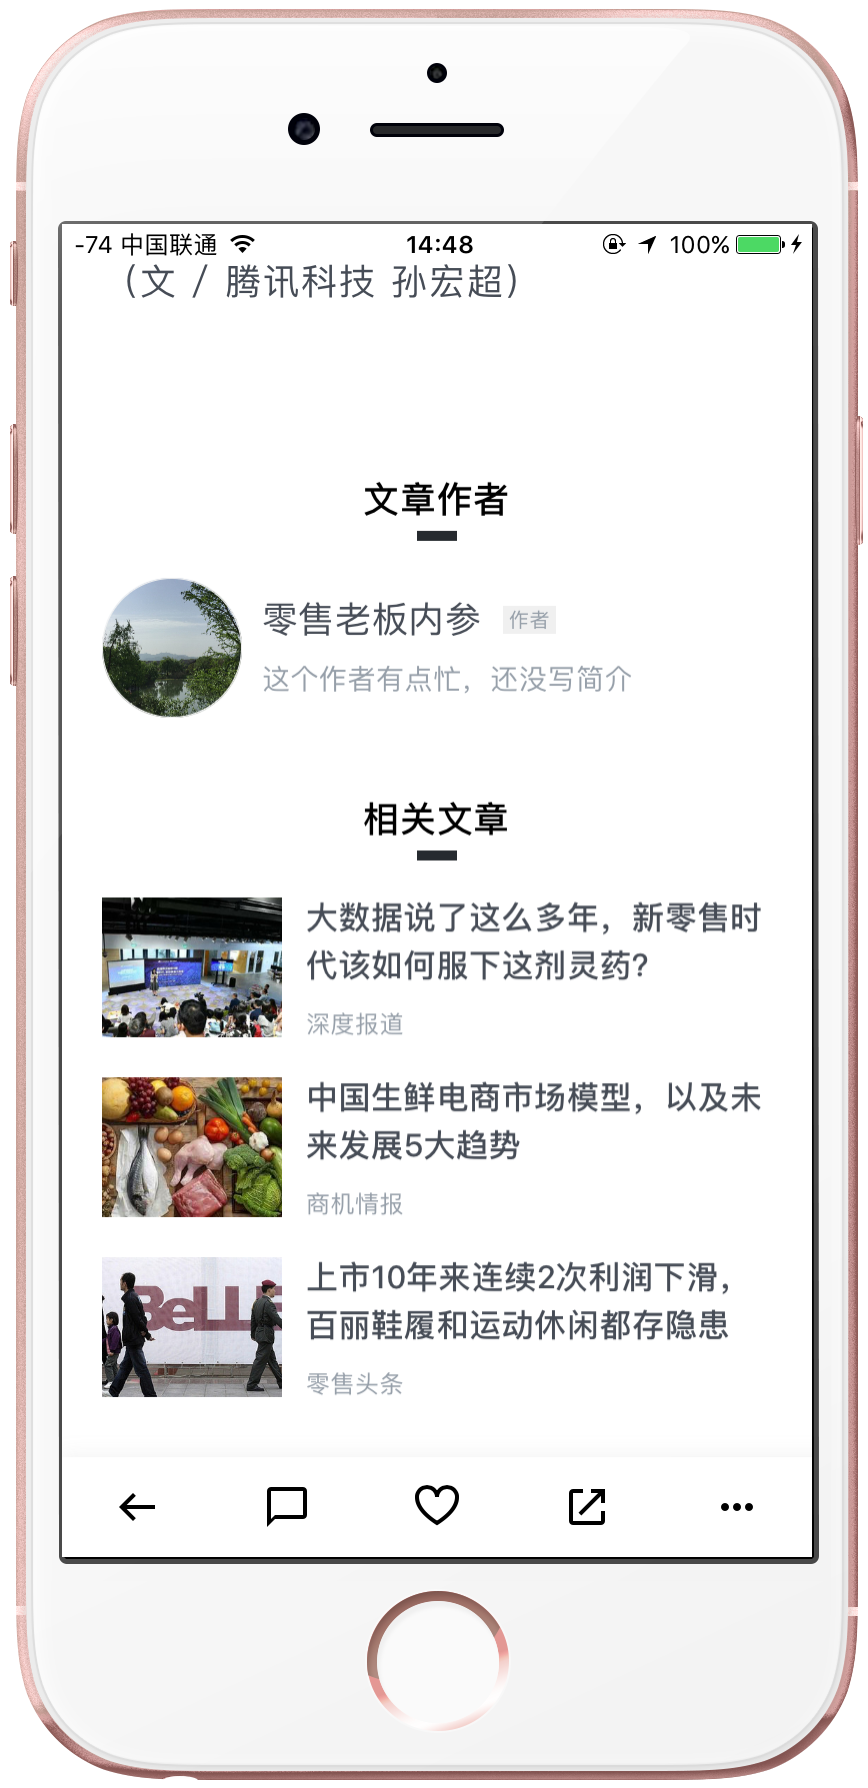 -74 中国联通 14:48 100%
（文 / 腾讯科技 孙宏超）
文章作者
零售老板内参 作者
这个作者有点忙，还没写简介
相关文章
大数据说了这么多年，新零售时
代该如何服下这剂灵药?
深度报道
中国生鲜电商市场模型，以及未
来发展5大趋势
商机情报
BeLLE
上市10年来连续2次利润下滑，
百丽鞋履和运动休闲都存隐患
零售头条